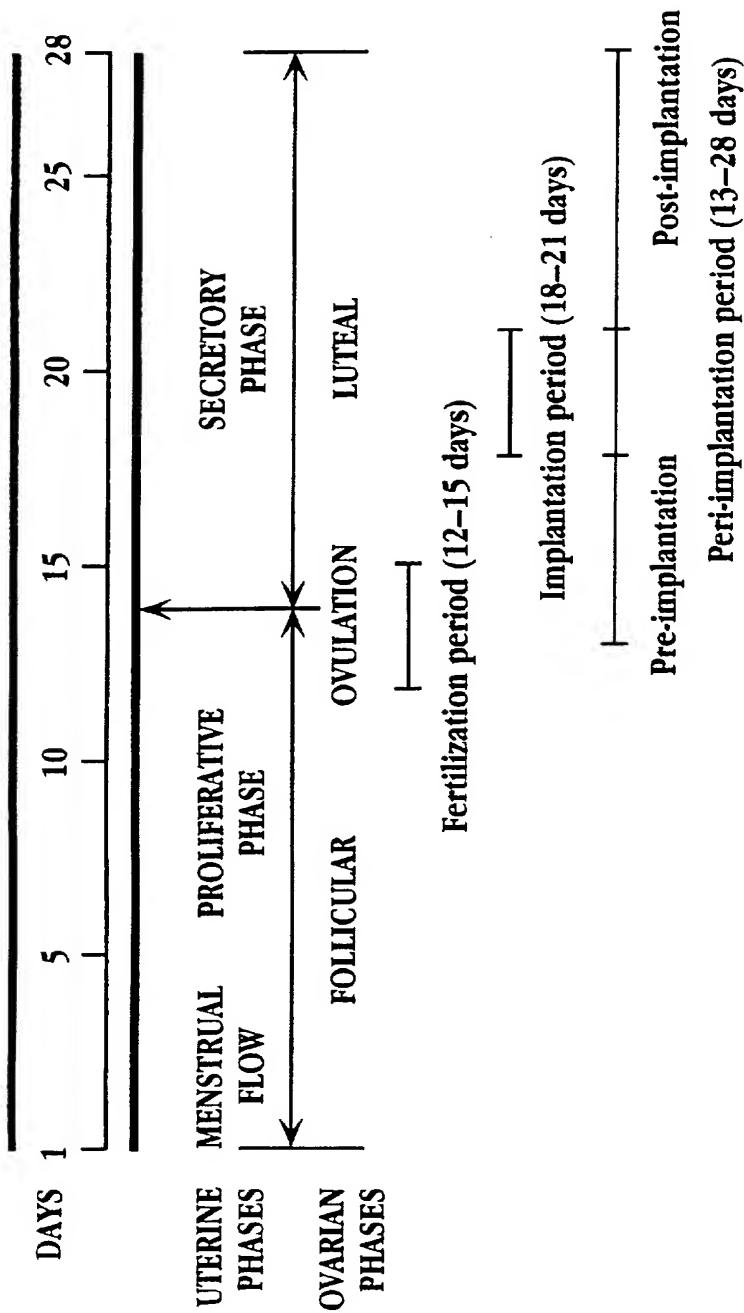 DAYS
1 5 10 15 20 25 28
UTERINE PHASES
MENSTRUAL FLOW
PROLIFERATIVE PHASE
SECRETORY PHASE
OVARIAN PHASES
FOLLICULAR
OVULATION
LUTEAL
Fertilization period (12–15 days)
Implantation period (18–21 days)
Pre-implantation
Post-implantation
Peri-implantation period (13–28 days)